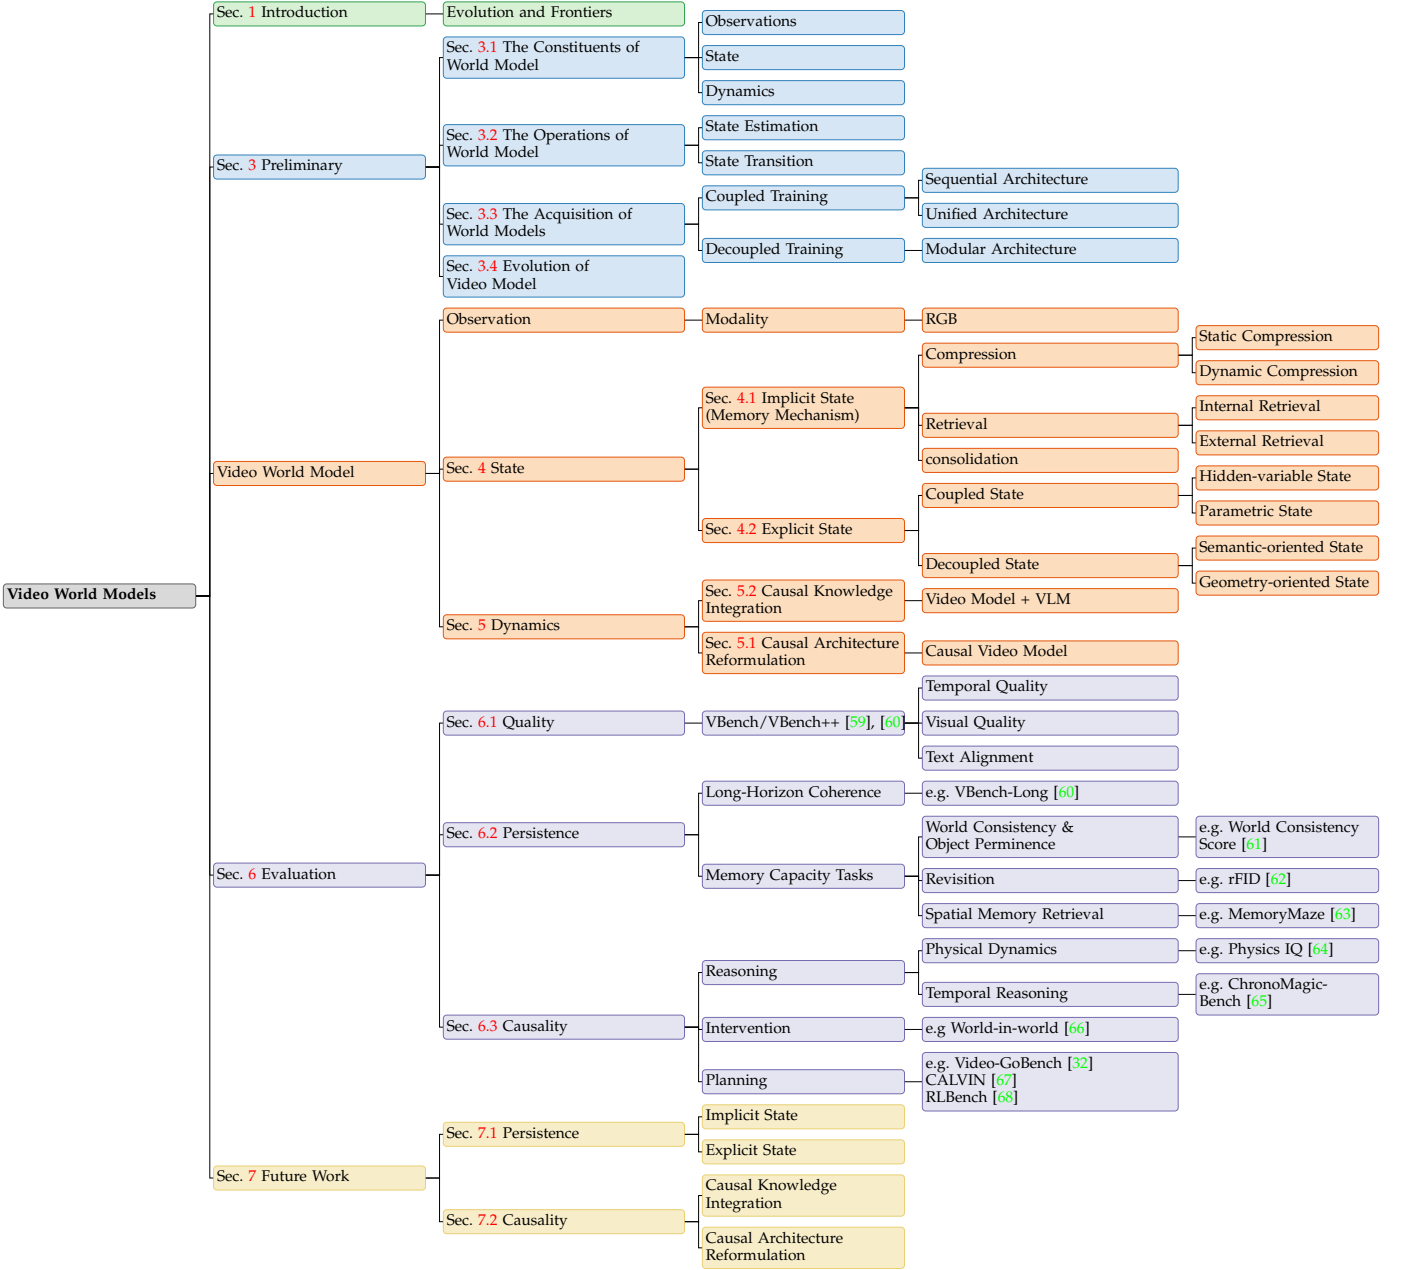 Video World Models
Sec. 1 Introduction
Evolution and Frontiers
Sec. 3 Preliminary
Sec. 3.1 The Constituents of
World Model
Observations
State
Dynamics
Sec. 3.2 The Operations of
World Model
State Estimation
State Transition
Sec. 3.3 The Acquisition of
World Models
Coupled Training
Sequential Architecture
Unified Architecture
Decoupled Training
Modular Architecture
Sec. 3.4 Evolution of
Video Model
Video World Model
Observation
Modality
RGB
Sec. 4 State
Sec. 4.1 Implicit State
(Memory Mechanism)
Compression
Static Compression
Dynamic Compression
Retrieval
Internal Retrieval
External Retrieval
consolidation
Sec. 4.2 Explicit State
Coupled State
Hidden-variable State
Parametric State
Decoupled State
Semantic-oriented State
Geometry-oriented State
Sec. 5 Dynamics
Sec. 5.2 Causal Knowledge
Integration
Video Model + VLM
Sec. 5.1 Causal Architecture
Reformulation
Causal Video Model
Sec. 6 Evaluation
Sec. 6.1 Quality
VBench/VBench++ [59], [60]
Temporal Quality
Visual Quality
Text Alignment
Sec. 6.2 Persistence
Long-Horizon Coherence
e.g. VBench-Long [60]
Memory Capacity Tasks
World Consistency &
Object Perminence
e.g. World Consistency
Score [61]
Revisition
e.g. rFID [62]
Spatial Memory Retrieval
e.g. MemoryMaze [63]
Sec. 6.3 Causality
Reasoning
Physical Dynamics
e.g. Physics IQ [64]
Temporal Reasoning
e.g. ChronoMagic-
Bench [65]
Intervention
e.g World-in-world [66]
Planning
e.g. Video-GoBench [32]
CALVIN [67]
RLBench [68]
Sec. 7 Future Work
Sec. 7.1 Persistence
Implicit State
Explicit State
Sec. 7.2 Causality
Causal Knowledge
Integration
Causal Architecture
Reformulation